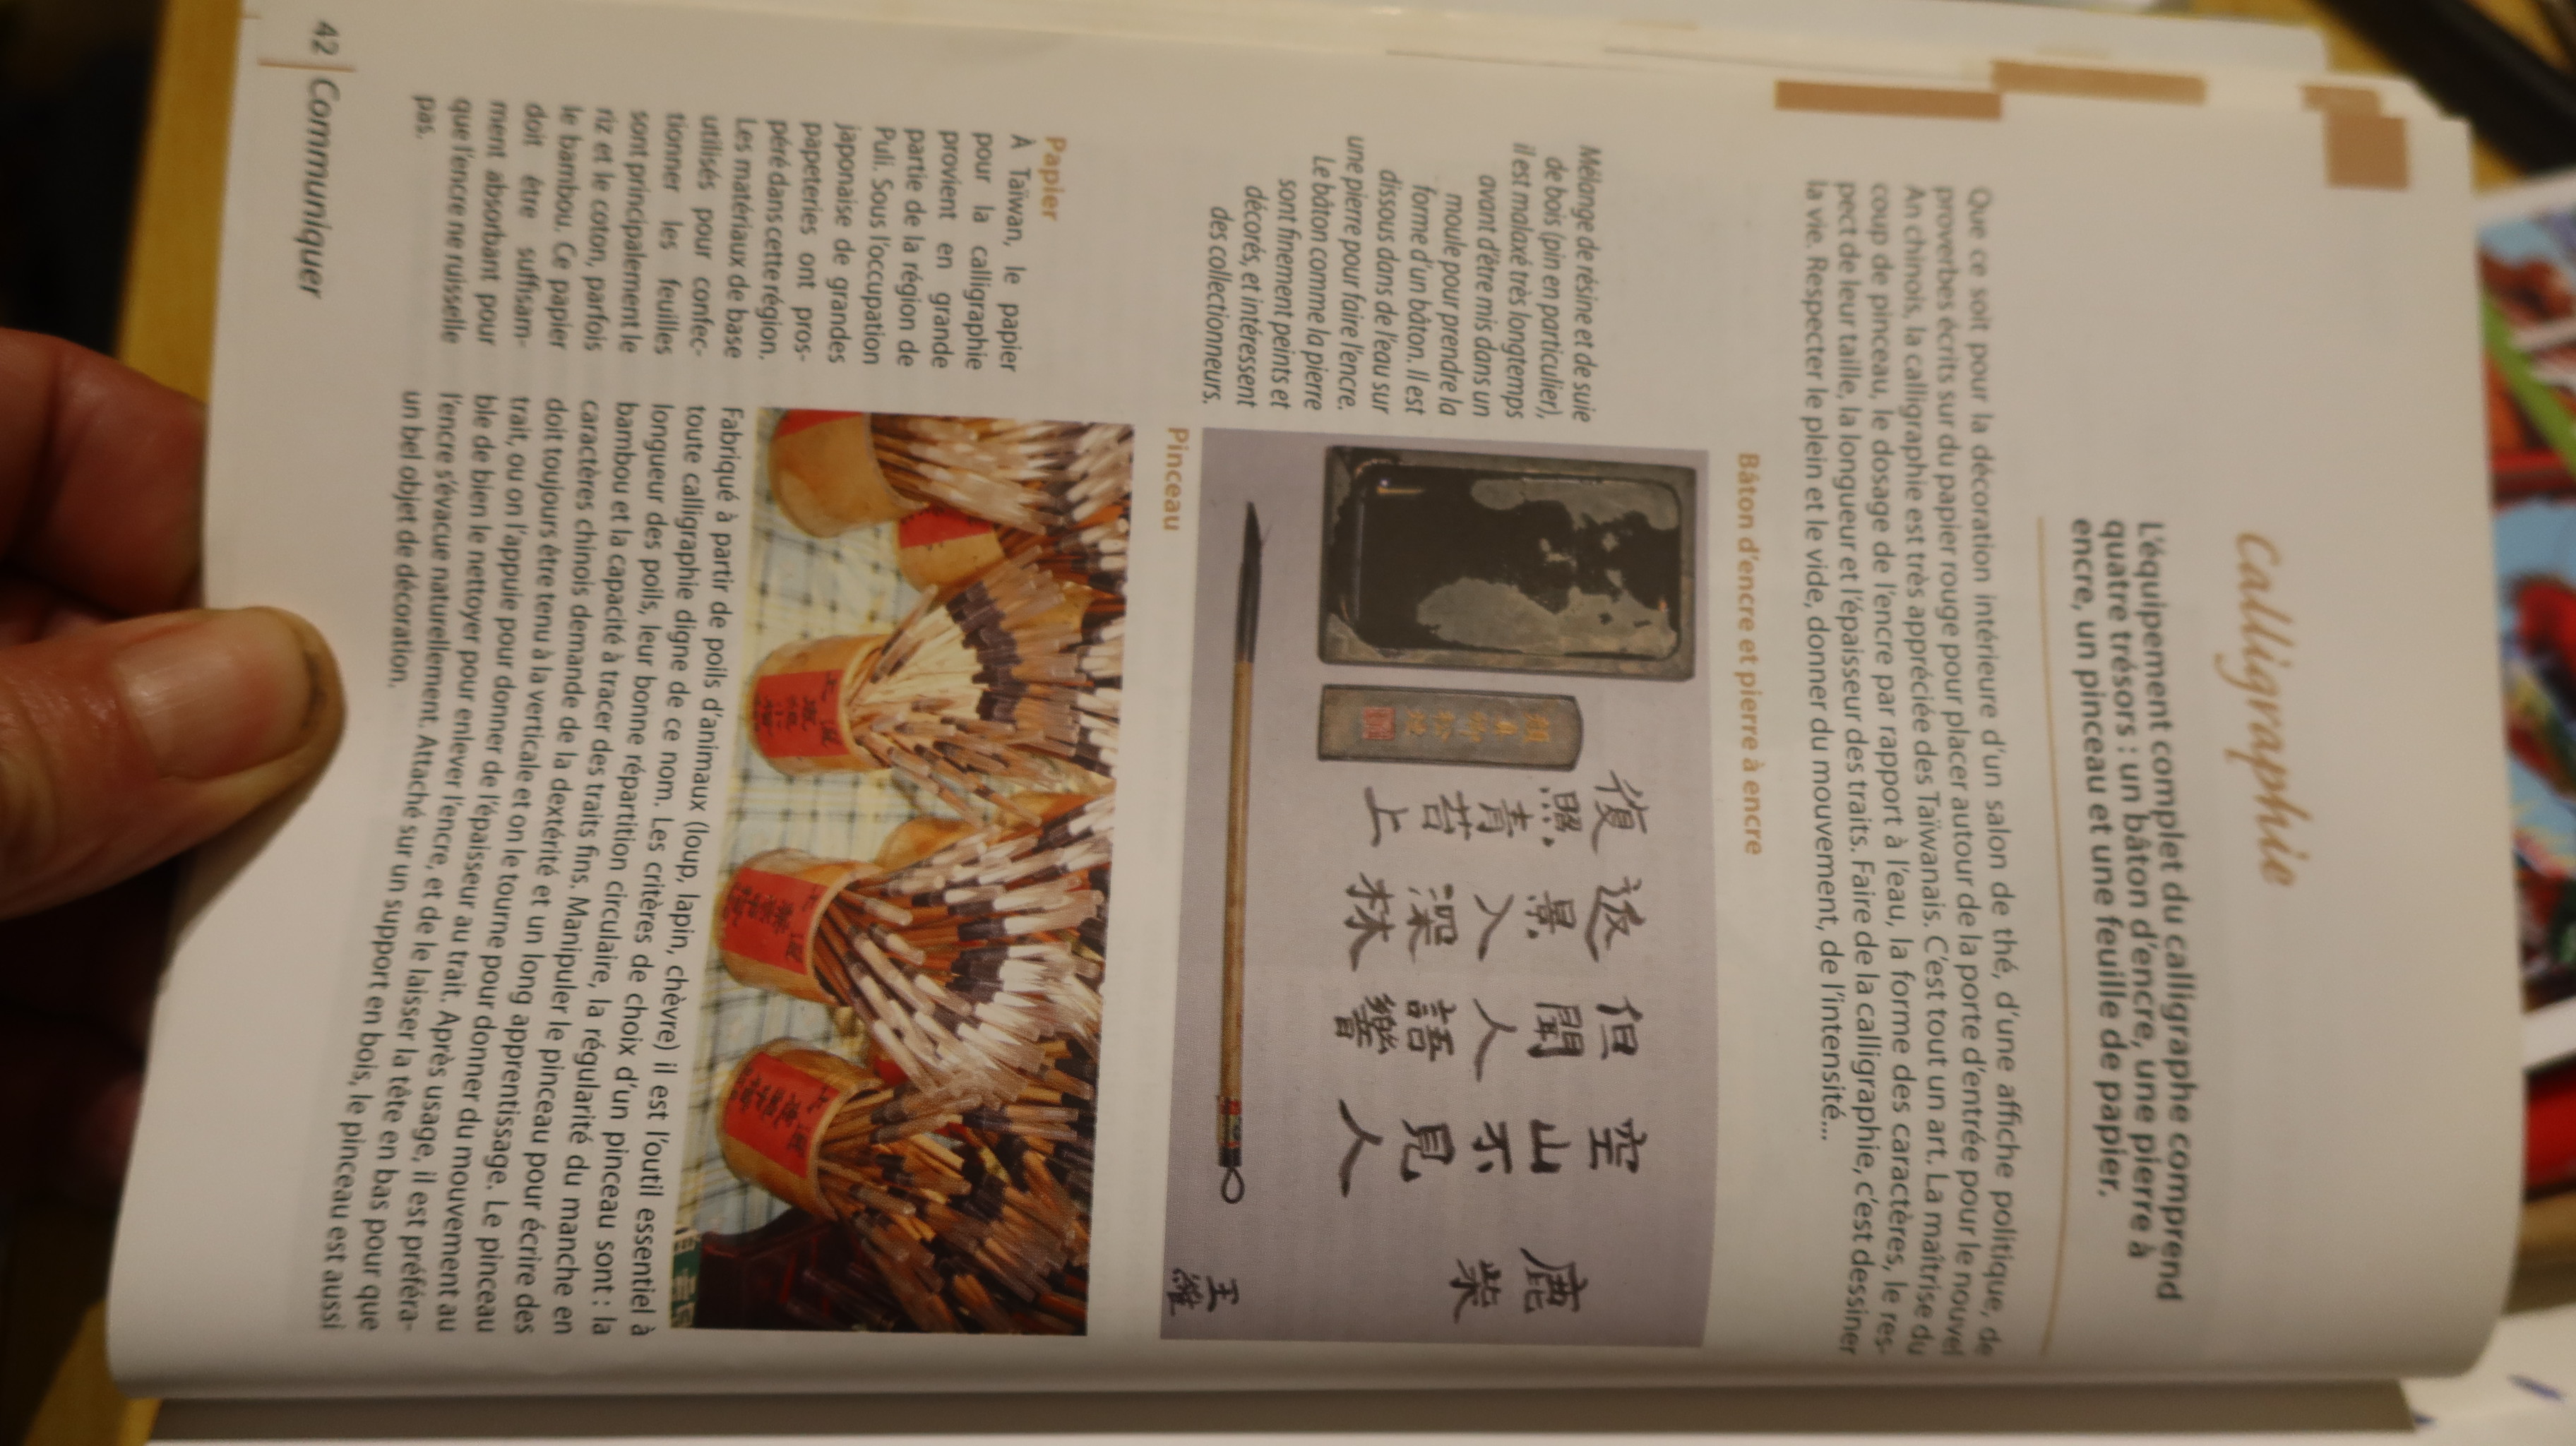 Calligraphie
L'équipement complet du calligraphe comprend
quatre trésors : un bâton d'encre, une pierre à
encre, un pinceau et une feuille de papier.
Que ce soit pour la décoration intérieure d'un salon de thé, d'une affiche politique, de
proverbes écrits sur du papier rouge pour placer autour de la porte d'entrée pour le nouvel
An chinois, la calligraphie est très appréciée des Taïwanais. C'est tout un art. La maîtrise du
coup de pinceau, le dosage de l'encre par rapport à l'eau, la forme des caractères, le res-
pect de leur taille, la longueur et l'épaisseur des traits. Faire de la calligraphie, c'est dessiner
la vie. Respecter le plein et le vide, donner du mouvement, de l'intensité...
Bâton d'encre et pierre à encre
Mélange de résine et de suie
de bois (pin en particulier),
il est malaxé très longtemps
avant d'être mis dans un
moule pour prendre la
forme d'un bâton. Il est
dissous dans de l'eau sur
une pierre pour faire l'encre.
Le bâton comme la pierre
sont finement peints et
décorés, et intéressent
des collectionneurs.
鹿柴
空山不見人
但聞人語響
返景入深林
復照青苔上
王維
Pinceau
Fabriqué à partir de poils d'animaux (loup, lapin, chèvre) il est l'outil essentiel à
toute calligraphie digne de ce nom. Les critères de choix d'un pinceau sont : la
longueur des poils, leur bonne répartition circulaire, la régularité du manche en
bambou et la capacité à tracer des traits fins. Manipuler le pinceau pour écrire des
caractères chinois demande de la dextérité et un long apprentissage. Le pinceau
doit toujours être tenu à la verticale et on le tourne pour donner du mouvement au
trait, ou on l'appuie pour donner de l'épaisseur au trait. Après usage, il est préféra-
ble de bien le nettoyer pour enlever l'encre, et de le laisser la tête en bas pour que
l'encre s'évacue naturellement. Attaché sur un support en bois, le pinceau est aussi
un bel objet de décoration.
Papier
À Taïwan, le papier
pour la calligraphie
provient en grande
partie de la région de
Puli. Sous l'occupation
japonaise de grandes
papeteries ont pros-
péré dans cette région.
Les matériaux de base
utilisés pour confec-
tionner les feuilles
sont principalement le
riz et le coton, parfois
le bambou. Ce papier
doit être suffisam-
ment absorbant pour
que l'encre ne ruisselle
pas.
42 | Communiquer